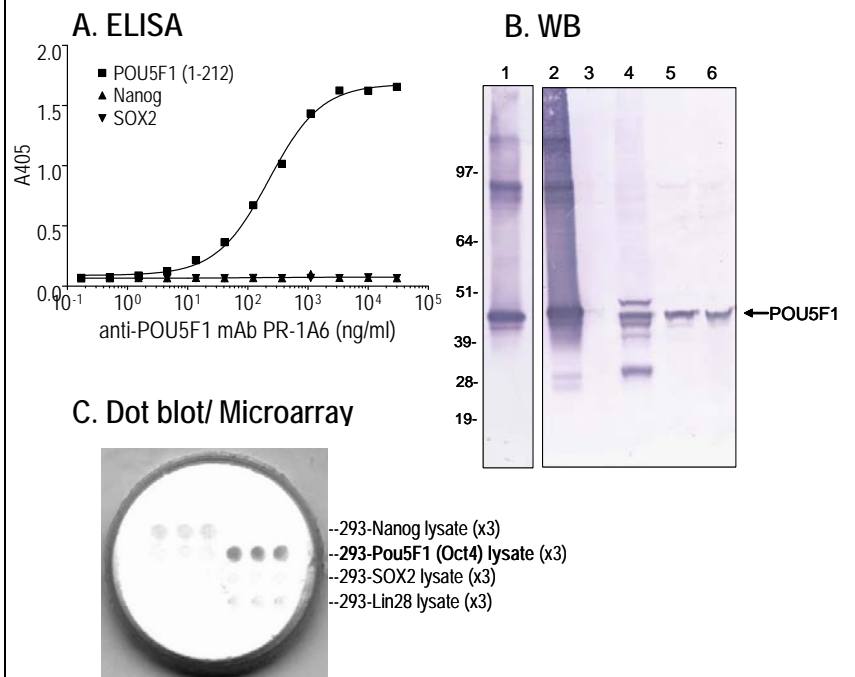 A. ELISA
2.0
1.5
1.0
0.5
0.0
A405
POU5F1 (1-212)
Nanog
SOX2
10-1 100 101 102 103 104 105
anti-POU5F1 mAb PR-1A6 (ng/ml)
B. WB
1 2 3 4 5 6
97-
64-
51-
39-
28-
19-
POU5F1
C. Dot blot/ Microarray
--293-Nanog lysate (x3)
--293-Pou5F1 (Oct4) lysate (x3)
--293-SOX2 lysate (x3)
--293-Lin28 lysate (x3)